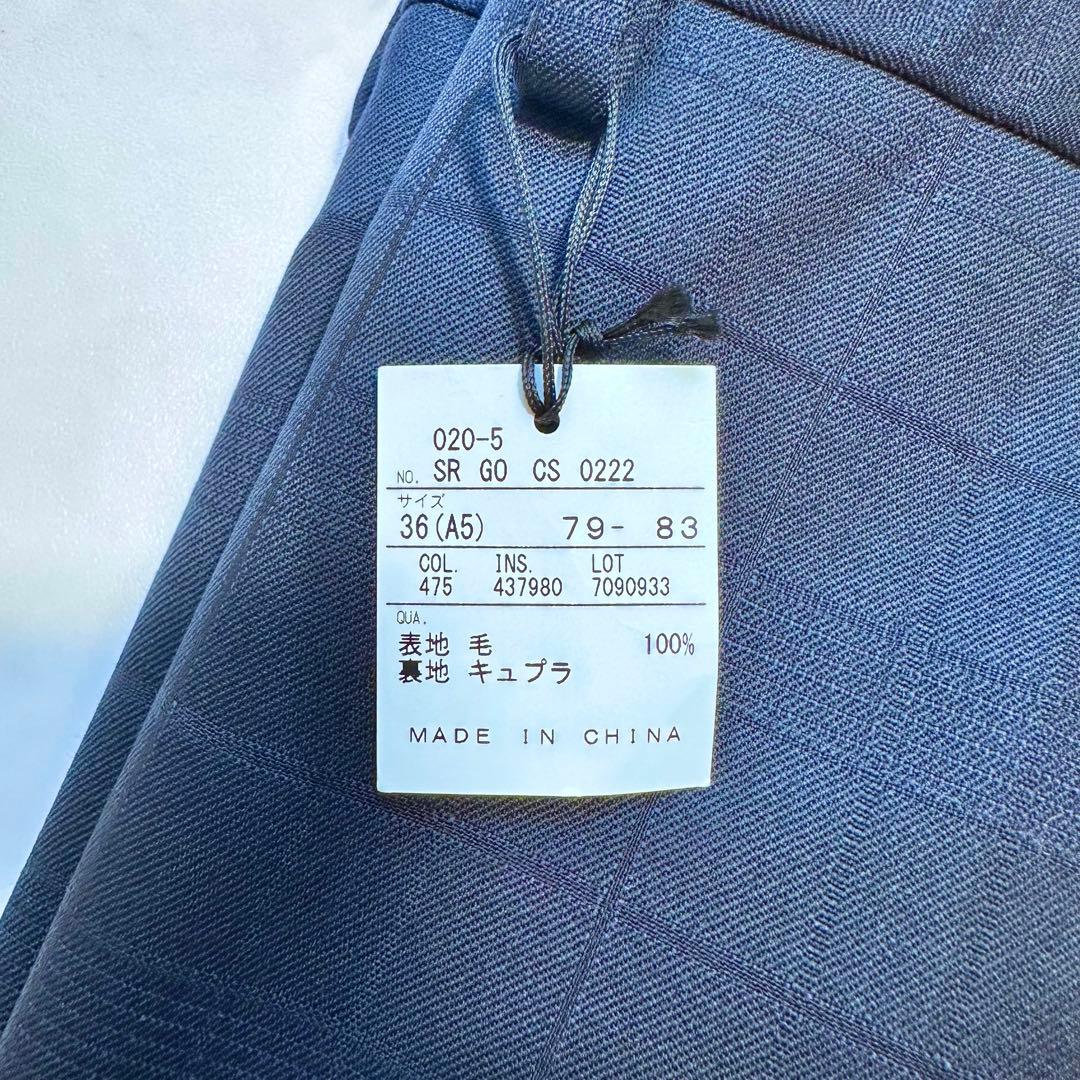 020-5
NO. SR GO CS 0222
サイズ
36(A5) 79- 83
COL. INS. LOT
475 437980 7090933
QUA.
表地 毛 100%
裏地 キュプラ
MADE IN CHINA